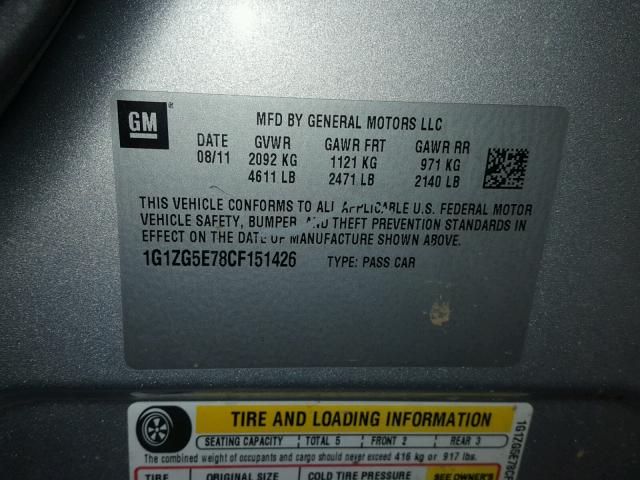 GM
MFD BY GENERAL MOTORS LLC
DATE GVWR GAWR FRT GAWR RR
08/11 2092 KG 1121 KG 971 KG
4611 LB 2471 LB 2140 LB
THIS VEHICLE CONFORMS TO ALL APPLICABLE U.S. FEDERAL MOTOR
VEHICLE SAFETY, BUMPER, AND THEFT PREVENTION STANDARDS IN
EFFECT ON THE DATE OF MANUFACTURE SHOWN ABOVE.
1G1ZG5E78CF151426 TYPE: PASS CAR
TIRE AND LOADING INFORMATION
SEATING CAPACITY TOTAL 5 FRONT 2 REAR 3
The combined weight of occupants and cargo should never exceed 416 kg or 917 lbs.
TIRE ORIGINAL SIZE COLD TIRE PRESSURE SEE OWNER'S
1G1ZG5E78CF